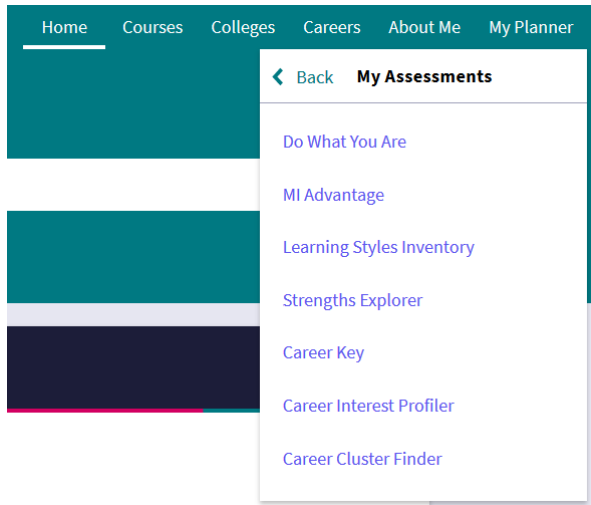 Home Courses Colleges Careers About Me My Planner
Back My Assessments
Do What You Are
MI Advantage
Learning Styles Inventory
Strengths Explorer
Career Key
Career Interest Profiler
Career Cluster Finder